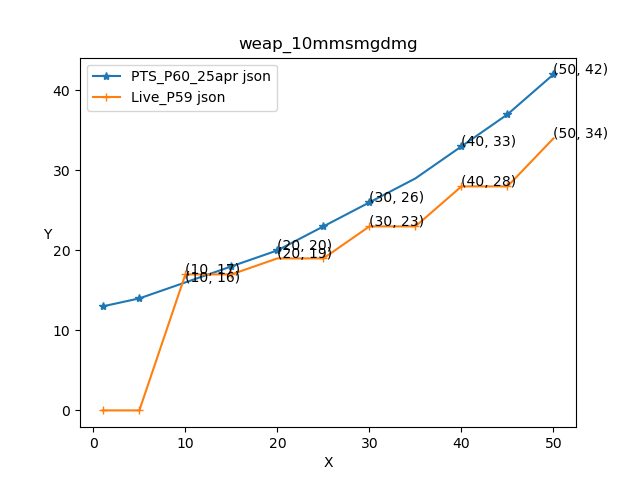 weap_10mmsmgdmg
PTS_P60_25apr json
Live_P59 json
(50, 42)
(40, 33)
(50, 34)
(30, 26)
(40, 28)
(20, 20)
(30, 23)
(20, 19)
(10, 17)
(10, 16)
Y
40
30
20
10
0
0 10 20 30 40 50
X